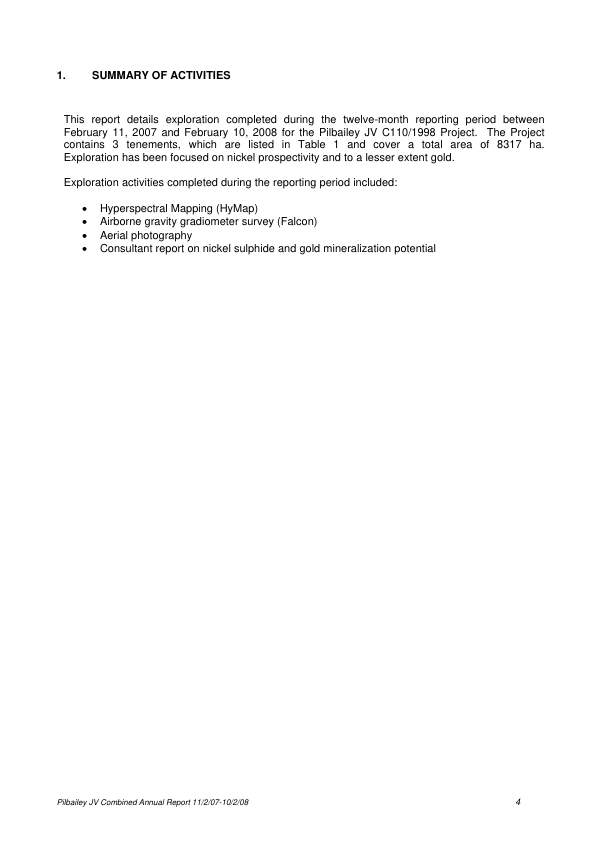 1. SUMMARY OF ACTIVITIES
This report details exploration completed during the twelve-month reporting period between
February 11, 2007 and February 10, 2008 for the Pilbailey JV C110/1998 Project. The Project
contains 3 tenements, which are listed in Table 1 and cover a total area of 8317 ha.
Exploration has been focused on nickel prospectivity and to a lesser extent gold.
Exploration activities completed during the reporting period included:
• Hyperspectral Mapping (HyMap)
• Airborne gravity gradiometer survey (Falcon)
• Aerial photography
• Consultant report on nickel sulphide and gold mineralization potential
Pilbailey JV Combined Annual Report 11/2/07-10/2/08 4